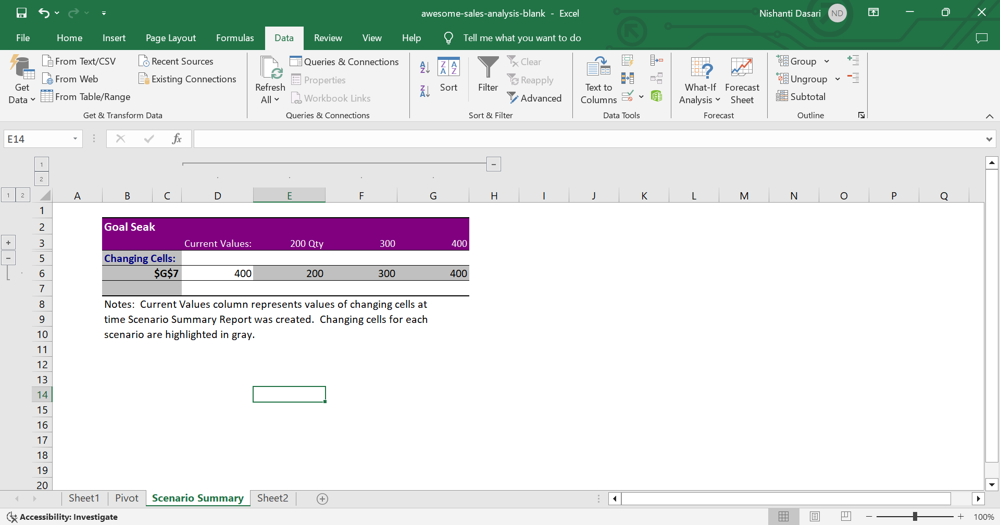 awesome-sales-analysis-blank - Excel
Nishanti Dasari ND
File Home Insert Page Layout Formulas Data Review View Help Tell me what you want to do
Get Data
From Text/CSV
From Web
From Table/Range
Recent Sources
Existing Connections
Get & Transform Data
Refresh All
Queries & Connections
Properties
Workbook Links
Queries & Connections
Sort
Filter
Clear
Reapply
Advanced
Sort & Filter
Text to Columns
Data Tools
What-If Analysis
Forecast Sheet
Forecast
Group
Ungroup
Subtotal
Outline
E14
fx
1
2
1 2
A B C D E F G H I J K L M N O P Q
1
2 Goal Seak
3 Current Values: 200 Qty 300 400
5 Changing Cells:
6 $G$7 400 200 300 400
7
8 Notes: Current Values column represents values of changing cells at
9 time Scenario Summary Report was created. Changing cells for each
10 scenario are highlighted in gray.
11
12
13
14
15
16
17
18
19
20
Sheet1 Pivot Scenario Summary Sheet2
Accessibility: Investigate
100%